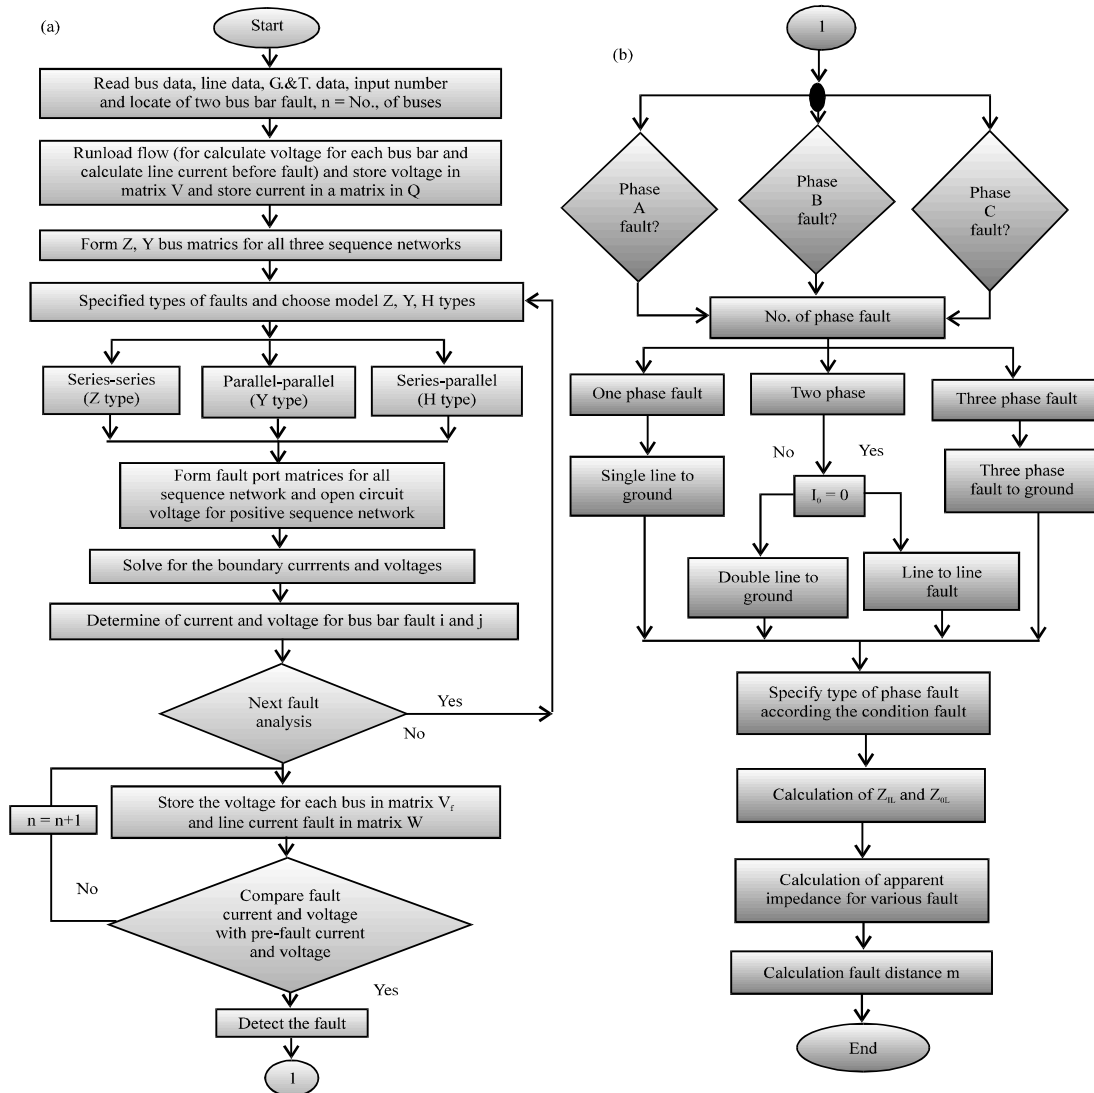 (a)
Start
Read bus data, line data, G.&T. data, input number
and locate of two bus bar fault, n = No., of buses
Runload flow (for calculate voltage for each bus bar and
calculate line current before fault) and store voltage in
matrix V and store current in a matrix in Q
Form Z, Y bus matrics for all three sequence networks
Specified types of faults and choose model Z, Y, H types
Series-series
(Z type)
Parallel-parallel
(Y type)
Series-parallel
(H type)
Form fault port matrices for all
sequence network and open circuit
voltage for positive sequence network
Solve for the boundary currrents and voltages
Determine of current and voltage for bus bar fault i and j
Next fault
analysis
Yes
No
Store the voltage for each bus in matrix Vf
and line current fault in matrix W
n = n+1
No
Compare fault
current and voltage
with pre-fault current
and voltage
Yes
Detect the fault
1
(b)
1
Phase
A
fault?
Phase
B
fault?
Phase
C
fault?
No. of phase fault
One phase fault
Two phase
Three phase fault
No
Yes
Single line to
ground
I0 = 0
Three phase
fault to ground
Double line to
ground
Line to line
fault
Specify type of phase fault
according the condition fault
Calculation of Z1L and Z0L
Calculation of apparent
impedance for various fault
Calculation fault distance m
End